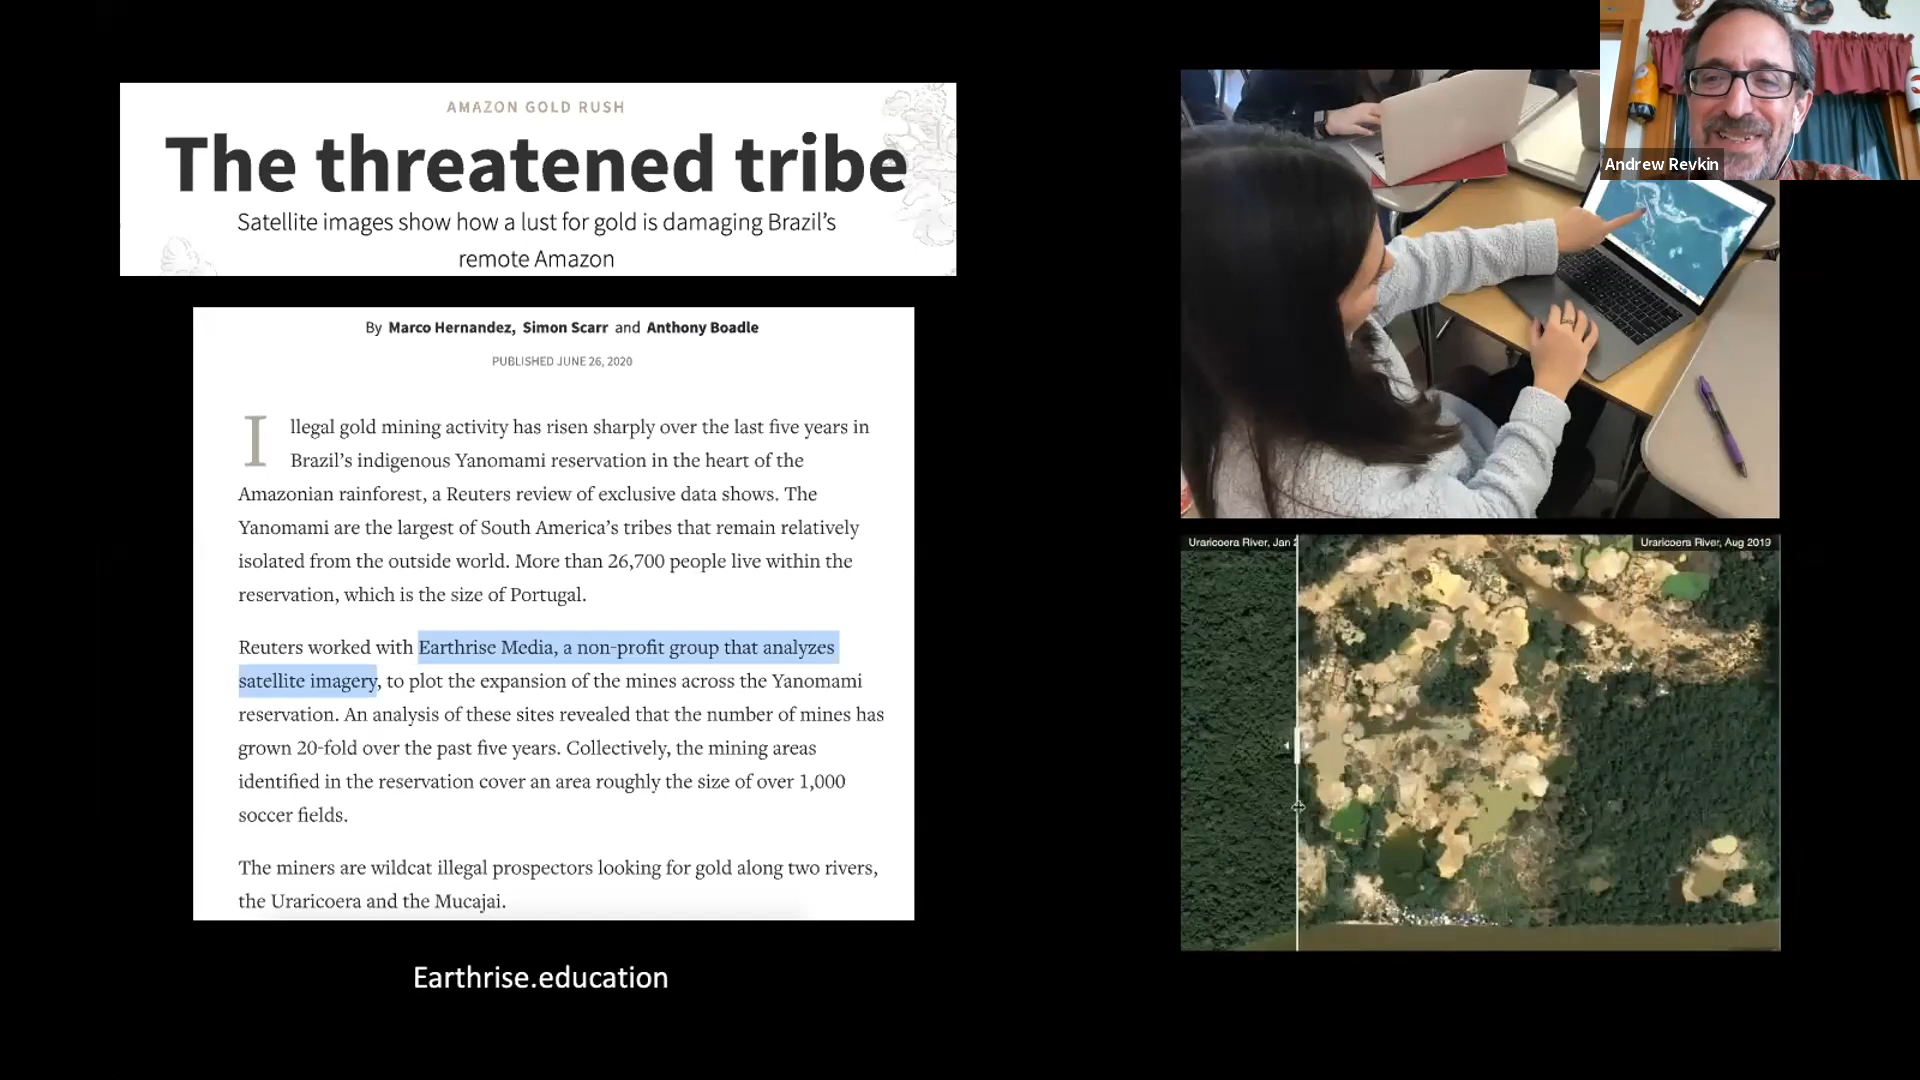 AMAZON GOLD RUSH
The threatened tribe
Satellite images show how a lust for gold is damaging Brazil’s
remote Amazon
By Marco Hernandez, Simon Scarr and Anthony Boadle
PUBLISHED JUNE 26, 2020
Illegal gold mining activity has risen sharply over the last five years in
Brazil’s indigenous Yanomami reservation in the heart of the
Amazonian rainforest, a Reuters review of exclusive data shows. The
Yanomami are the largest of South America’s tribes that remain relatively
isolated from the outside world. More than 26,700 people live within the
reservation, which is the size of Portugal.
Reuters worked with Earthrise Media, a non-profit group that analyzes
satellite imagery, to plot the expansion of the mines across the Yanomami
reservation. An analysis of these sites revealed that the number of mines has
grown 20-fold over the past five years. Collectively, the mining areas
identified in the reservation cover an area roughly the size of over 1,000
soccer fields.
The miners are wildcat illegal prospectors looking for gold along two rivers,
the Uraricoera and the Mucajai.
Earthrise.education
Andrew Revkin
Uraricoera River, Jan
Uraricoera River, Aug 2019